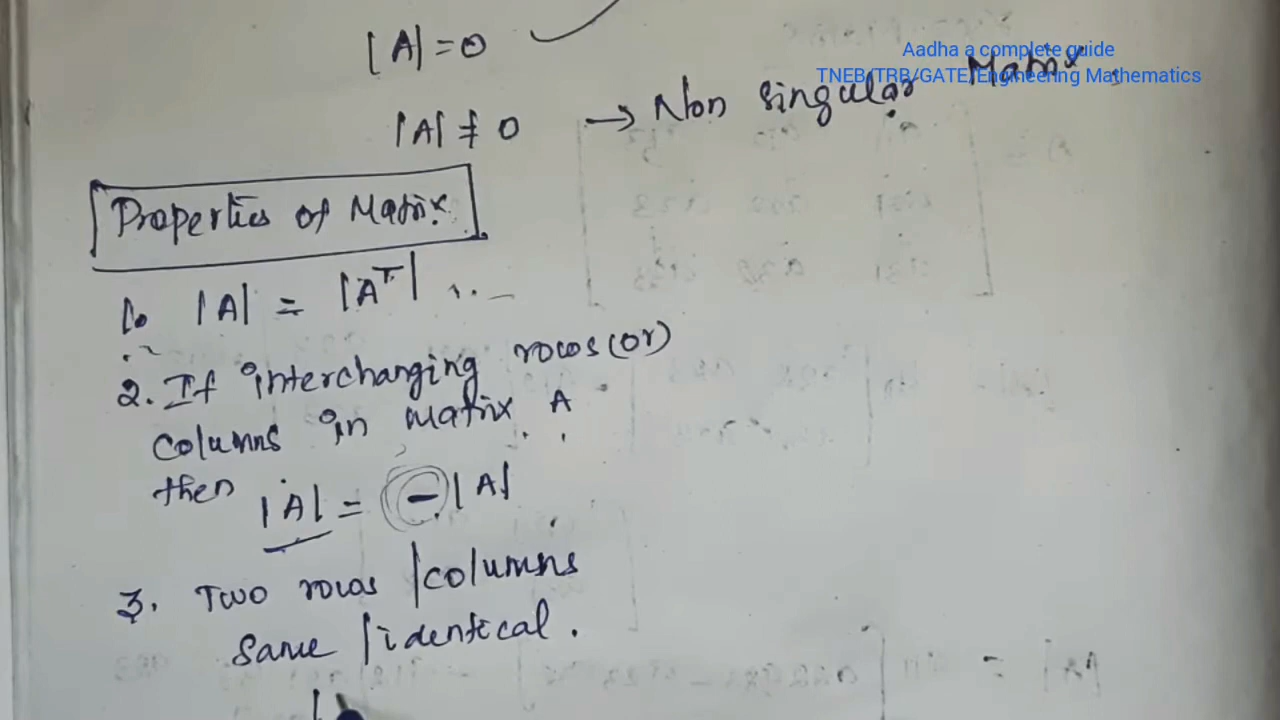 |A| = 0
Aadha a complete guide
TNEB/TRB/GATE/Engineering Mathematics
|A| ≠ 0 → Non singular Matrix.
Properties of Matrix
1. |A| = |Aᵀ|
2. If interchanging rows (or)
columns in Matrix A
then |A| = -|A|
3. Two rows /columns
same /identical.